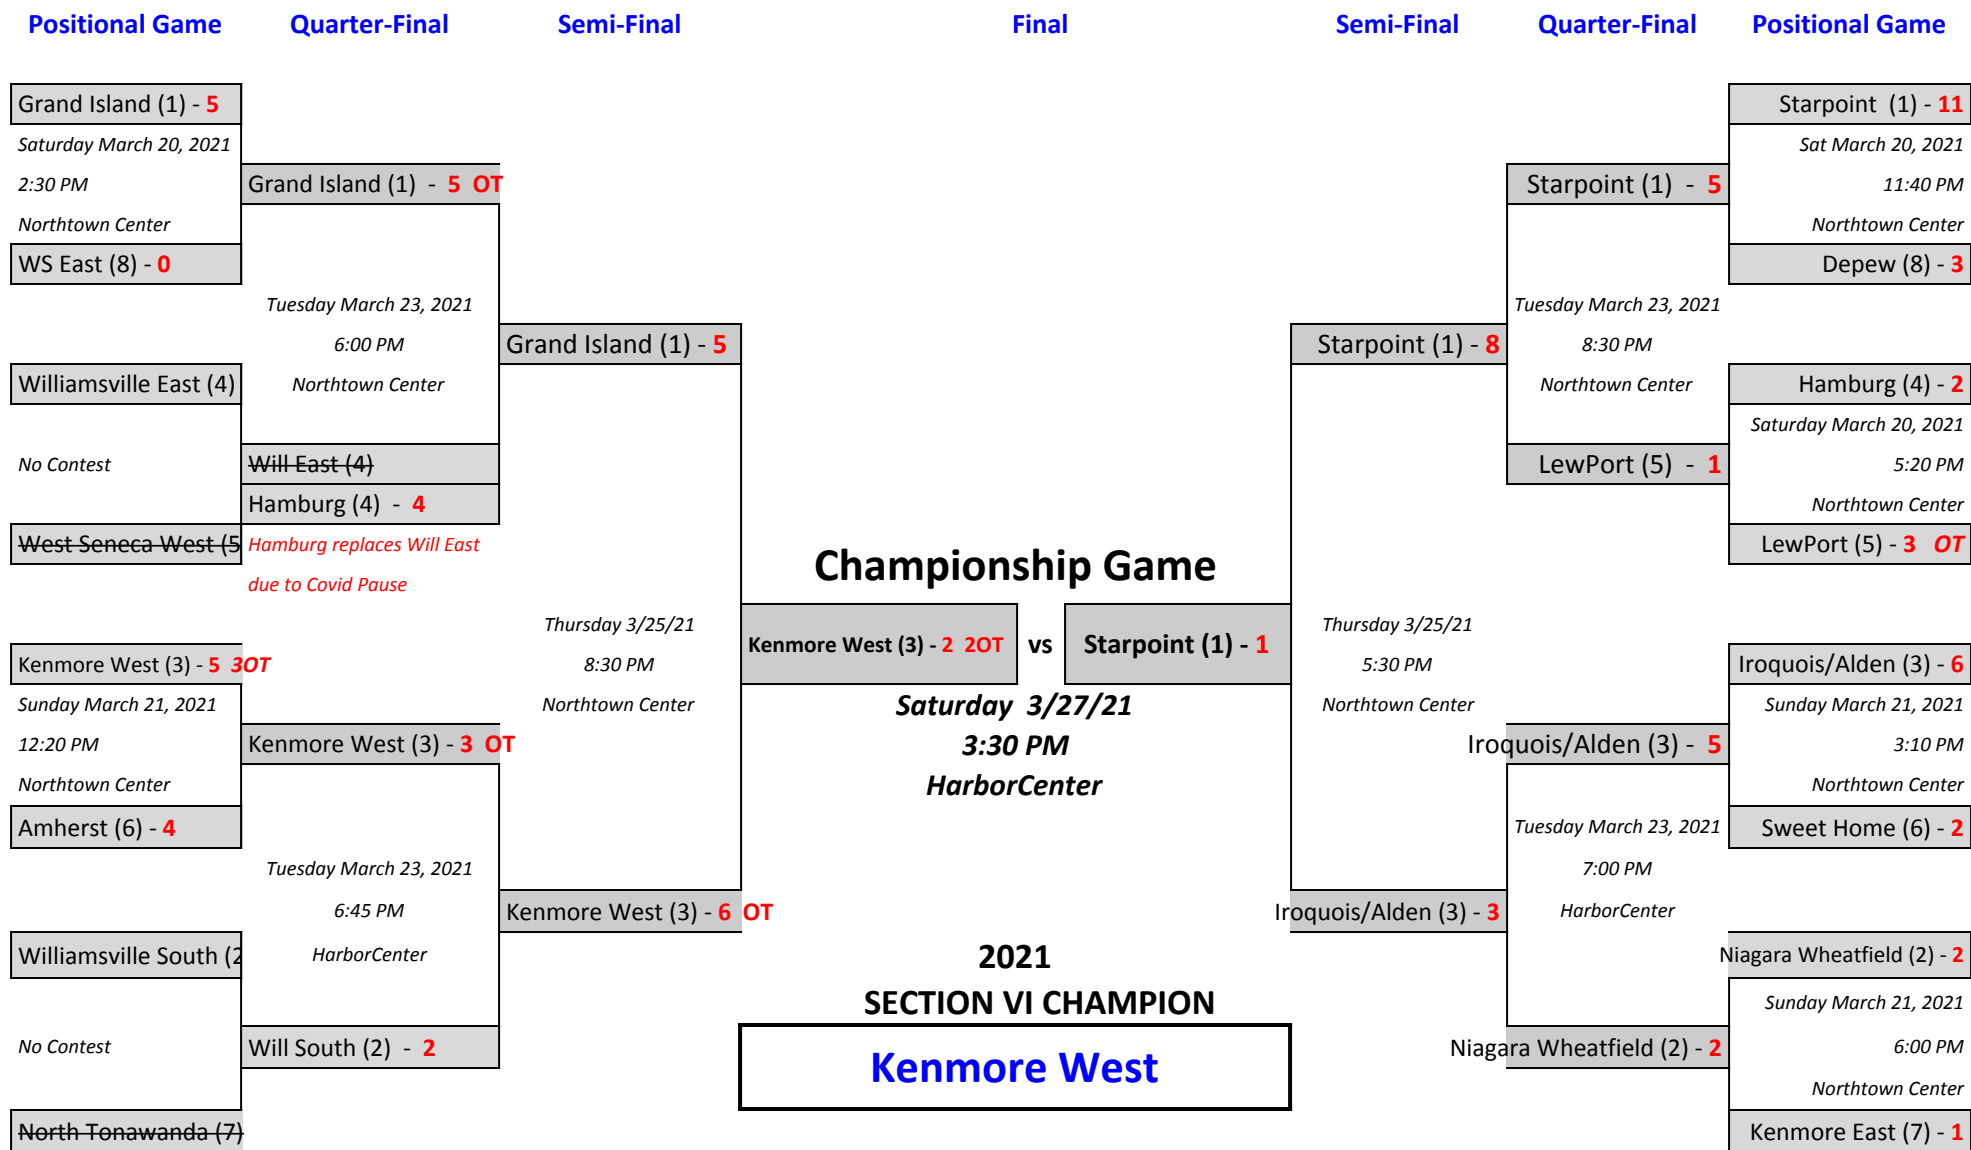 Positional Game Quarter-Final Semi-Final Final Semi-Final Quarter-Final Positional Game
Grand Island (1) - 5
Saturday March 20, 2021
2:30 PM
Northtown Center
WS East (8) - 0
Williamsville East (4)
No Contest
West Seneca West (5
Kenmore West (3) - 5 3OT
Sunday March 21, 2021
12:20 PM
Northtown Center
Amherst (6) - 4
Williamsville South (2
No Contest
North Tonawanda (7)
Grand Island (1) - 5 OT
Tuesday March 23, 2021
6:00 PM
Northtown Center
Will East (4)
Hamburg (4) - 4
Hamburg replaces Will East
due to Covid Pause
Kenmore West (3) - 3 OT
Tuesday March 23, 2021
6:45 PM
HarborCenter
Will South (2) - 2
Grand Island (1) - 5
Thursday 3/25/21
8:30 PM
Northtown Center
Kenmore West (3) - 6 OT
Championship Game
Kenmore West (3) - 2 2OT vs Starpoint (1) - 1
Saturday 3/27/21
3:30 PM
HarborCenter
2021
SECTION VI CHAMPION
Kenmore West
Starpoint (1) - 8
Thursday 3/25/21
5:30 PM
Northtown Center
Iroquois/Alden (3) - 3
Starpoint (1) - 5
Tuesday March 23, 2021
8:30 PM
Northtown Center
LewPort (5) - 1
Iroquois/Alden (3) - 5
Tuesday March 23, 2021
7:00 PM
HarborCenter
Niagara Wheatfield (2) - 2
Starpoint (1) - 11
Sat March 20, 2021
11:40 PM
Northtown Center
Depew (8) - 3
Hamburg (4) - 2
Saturday March 20, 2021
5:20 PM
Northtown Center
LewPort (5) - 3 OT
Iroquois/Alden (3) - 6
Sunday March 21, 2021
3:10 PM
Northtown Center
Sweet Home (6) - 2
Niagara Wheatfield (2) - 2
Sunday March 21, 2021
6:00 PM
Northtown Center
Kenmore East (7) - 1